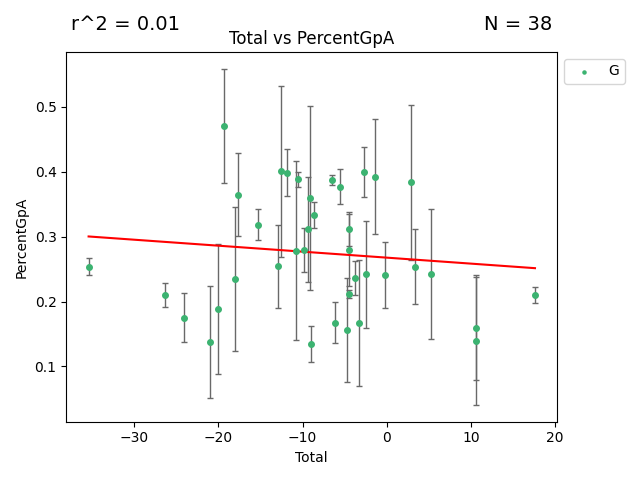 r^2 = 0.01
N = 38
Total vs PercentGpA
G
PercentGpA
0.5
0.4
0.3
0.2
0.1
−30
−20
−10
0
10
20
Total